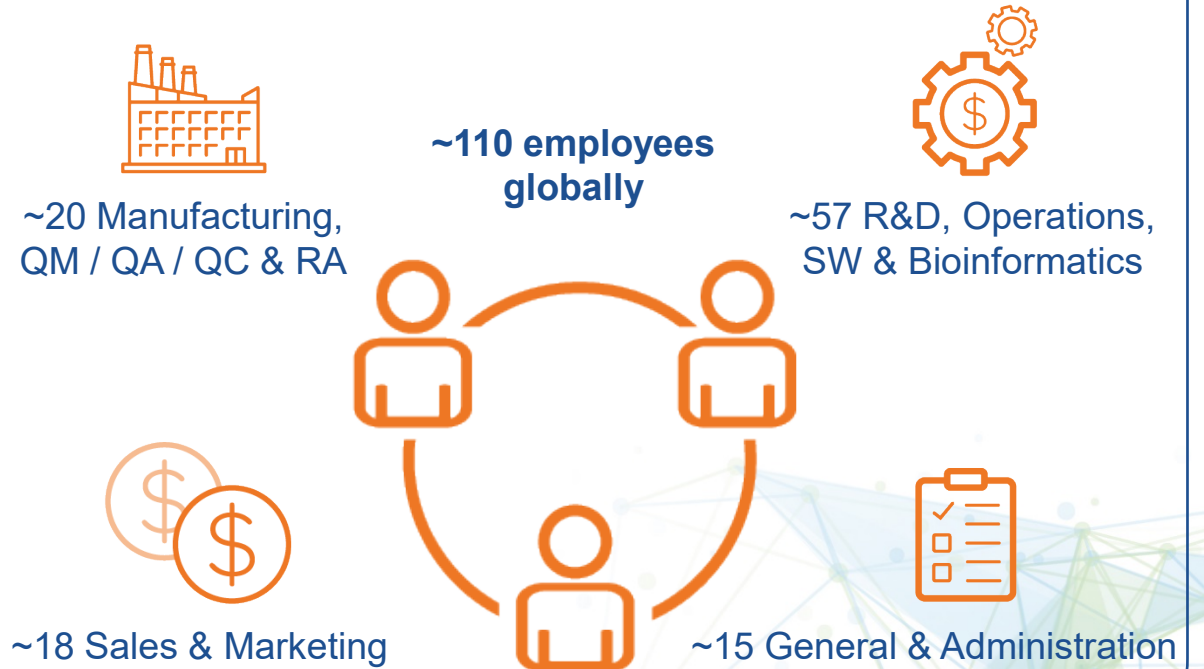 ~110 employees
globally
~20 Manufacturing,
QM / QA / QC & RA
~57 R&D, Operations,
SW & Bioinformatics
~18 Sales & Marketing
~15 General & Administration